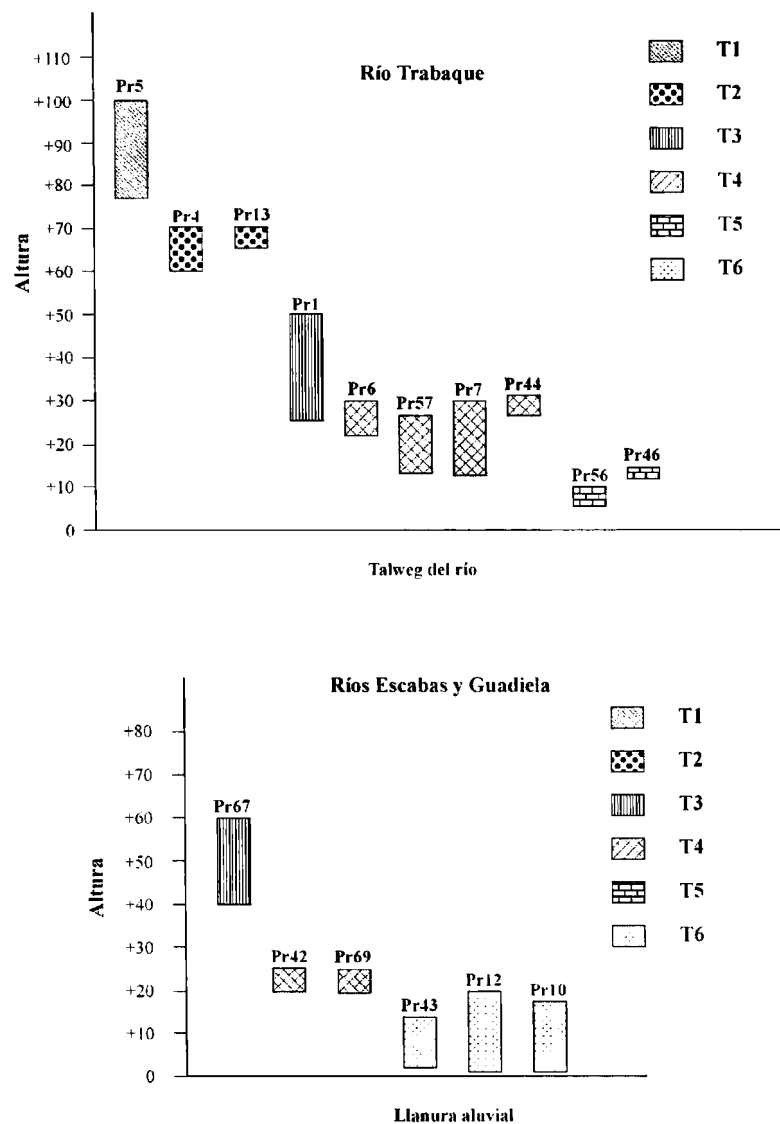 Río Trabaque
Altura
+110
+100
+90
+80
+70
+60
+50
+40
+30
+20
+10
0
Pr5
Pr4
Pr13
Pr1
Pr6
Pr57
Pr7
Pr44
Pr56
Pr46
T1
T2
T3
T4
T5
T6
Talweg del río
Ríos Escabas y Guadiela
Altura
+80
+70
+60
+50
+40
+30
+20
+10
0
Pr67
Pr42
Pr69
Pr43
Pr12
Pr10
T1
T2
T3
T4
T5
T6
Llanura aluvial